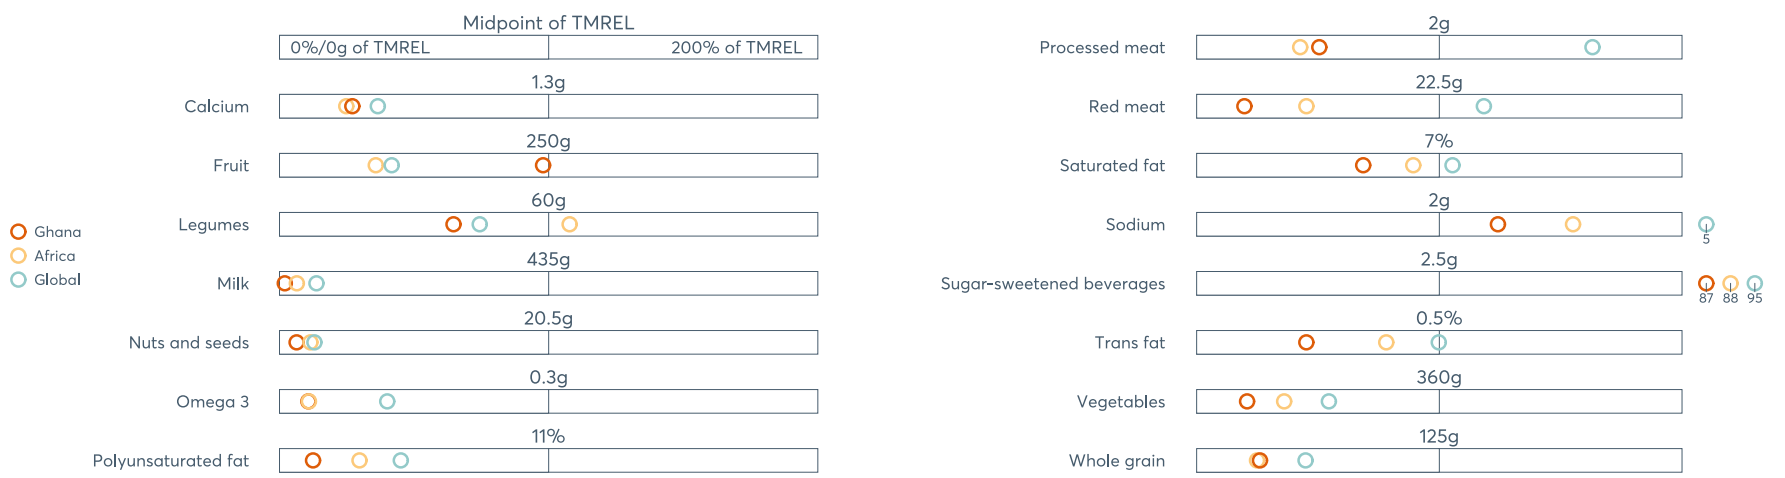 Midpoint of TMREL
0%/0g of TMREL 200% of TMREL
1.3g
Calcium
250g
Fruit
60g
Legumes
435g
Milk
20.5g
Nuts and seeds
0.3g
Omega 3
11%
Polyunsaturated fat
Ghana
Africa
Global
2g
Processed meat
22.5g
Red meat
7%
Saturated fat
2g
Sodium
5
2.5g
Sugar-sweetened beverages
87 88 95
0.5%
Trans fat
360g
Vegetables
125g
Whole grain